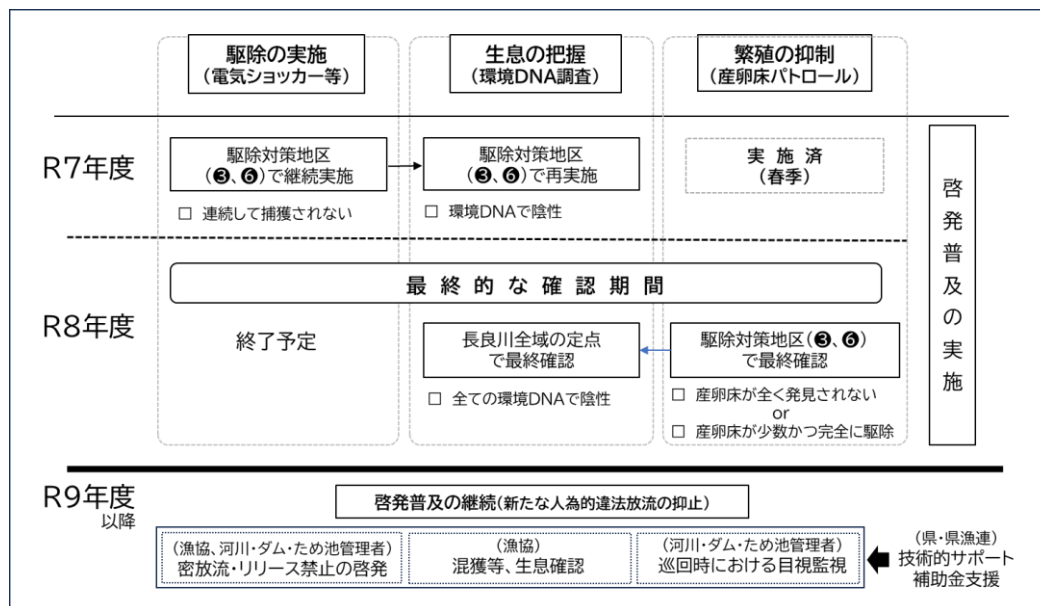 駆除の実施
(電気ショッカー等)
生息の把握
(環境DNA調査)
繁殖の抑制
(産卵床パトロール)
R7年度
駆除対策地区
(❸、❻)で継続実施
□ 連続して捕獲されない
駆除対策地区
(❸、❻)で再実施
□ 環境DNAで陰性
実施済
(春季)
啓発普及の実施
最終的な確認期間
R8年度
終了予定
長良川全域の定点
で最終確認
□ 全ての環境DNAで陰性
駆除対策地区(❸、❻)
で最終確認
□ 産卵床が全く発見されない
or
□ 産卵床が少数かつ完全に駆除
R9年度
以降
啓発普及の継続(新たな人為的違法放流の抑止)
(漁協、河川・ダム・ため池管理者)
密放流・リリース禁止の啓発
(漁協)
混獲等、生息確認
(河川・ダム・ため池管理者)
巡回時における目視監視
(県・県漁連)
技術的サポート
補助金支援